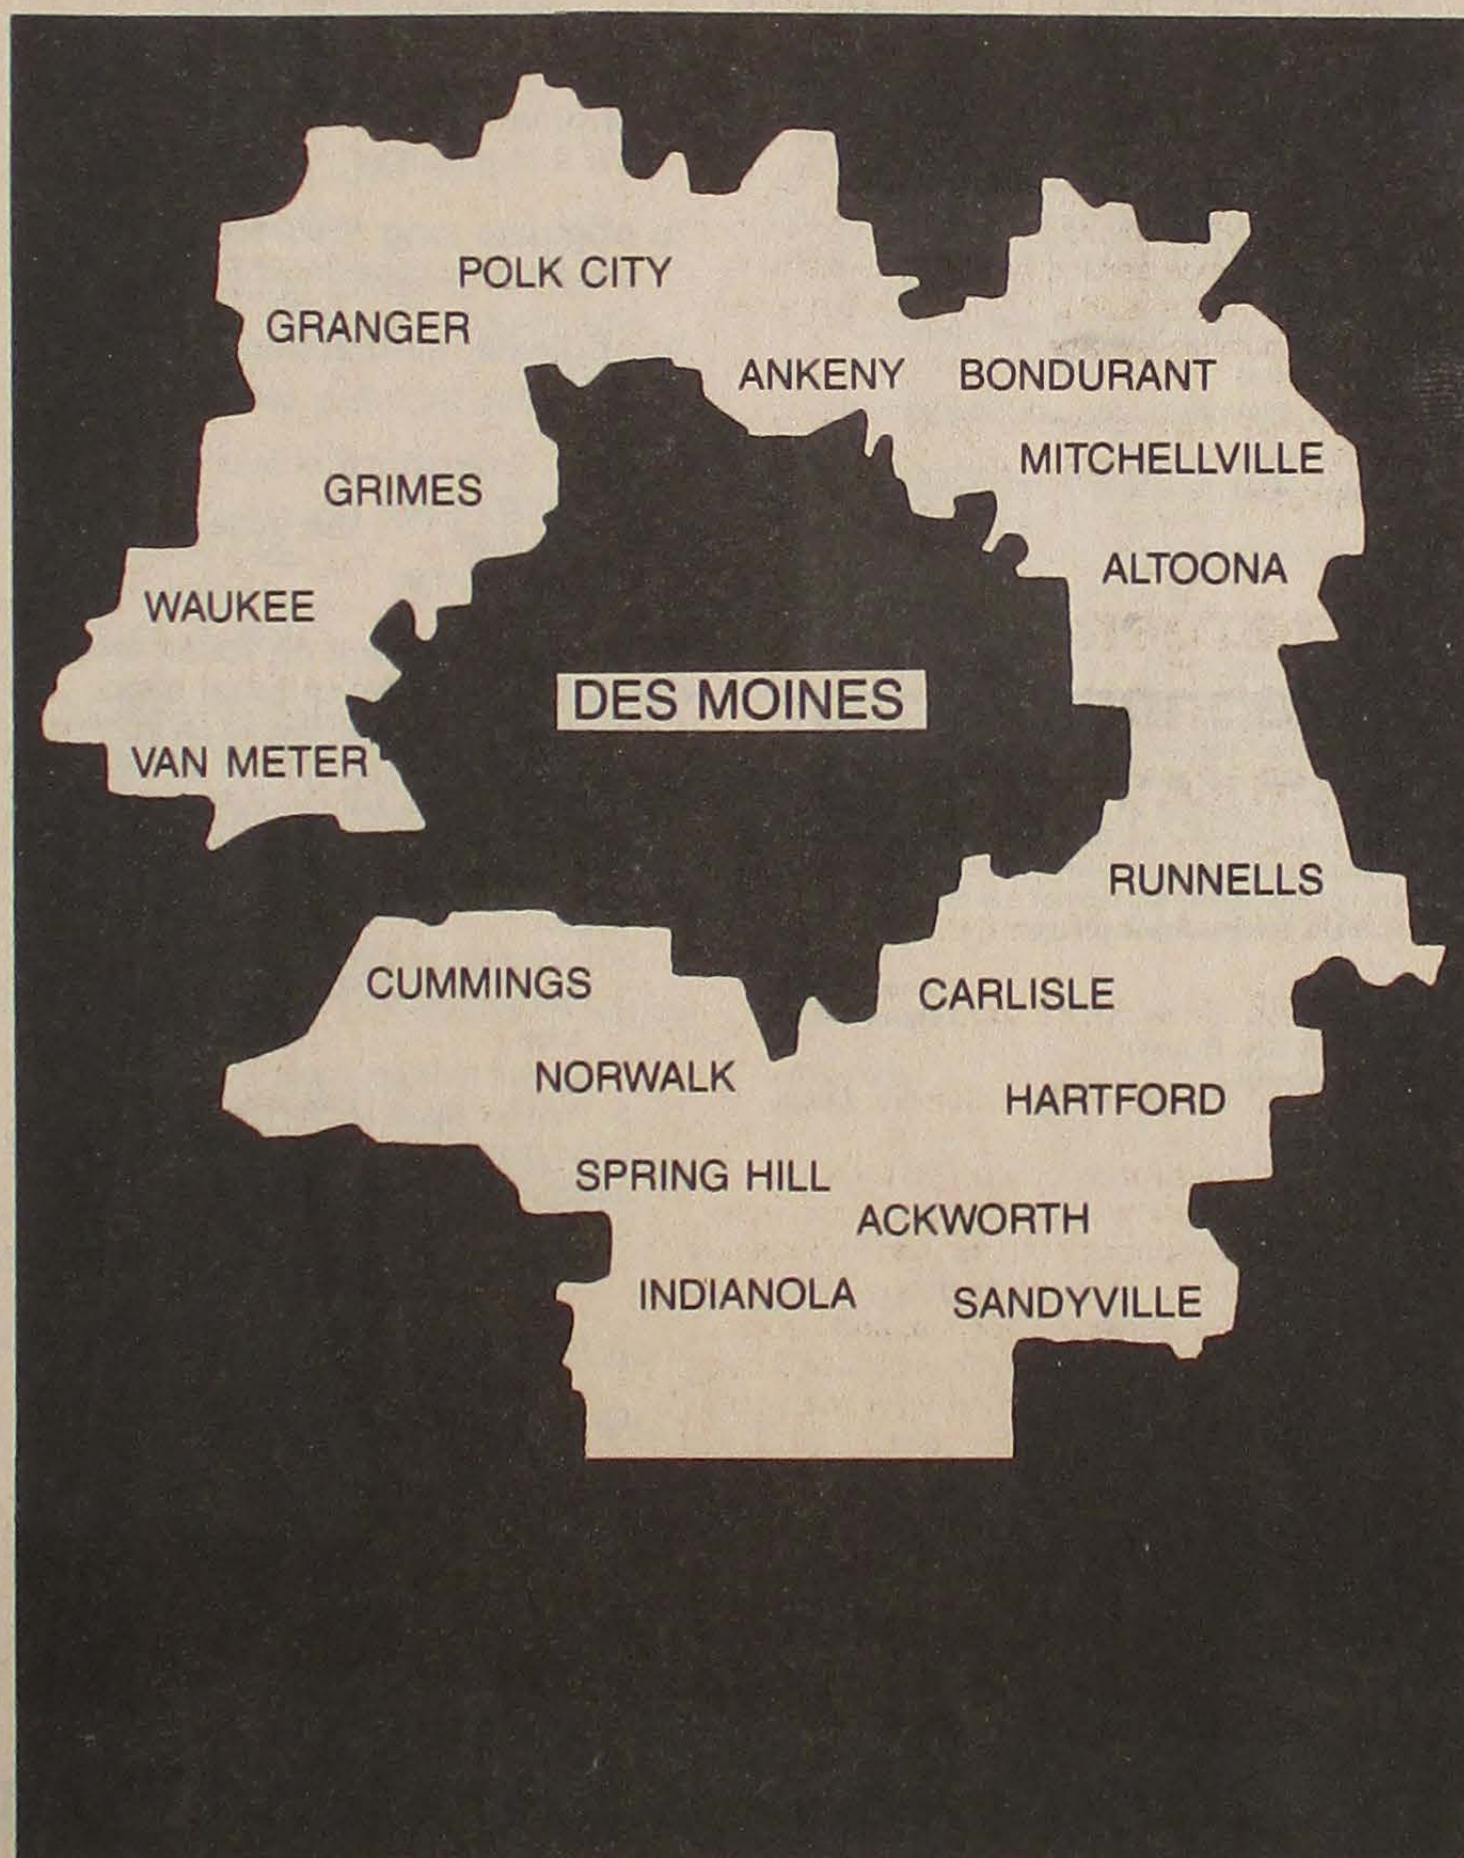 POLK CITY
GRANGER
ANKENY BONDURANT
MITCHELLVILLE
GRIMES
ALTOONA
WAUKEE
DES MOINES
VAN METER
RUNNELLS
CUMMINGS
CARLISLE
NORWALK
HARTFORD
SPRING HILL
ACKWORTH
INDIANOLA
SANDYVILLE